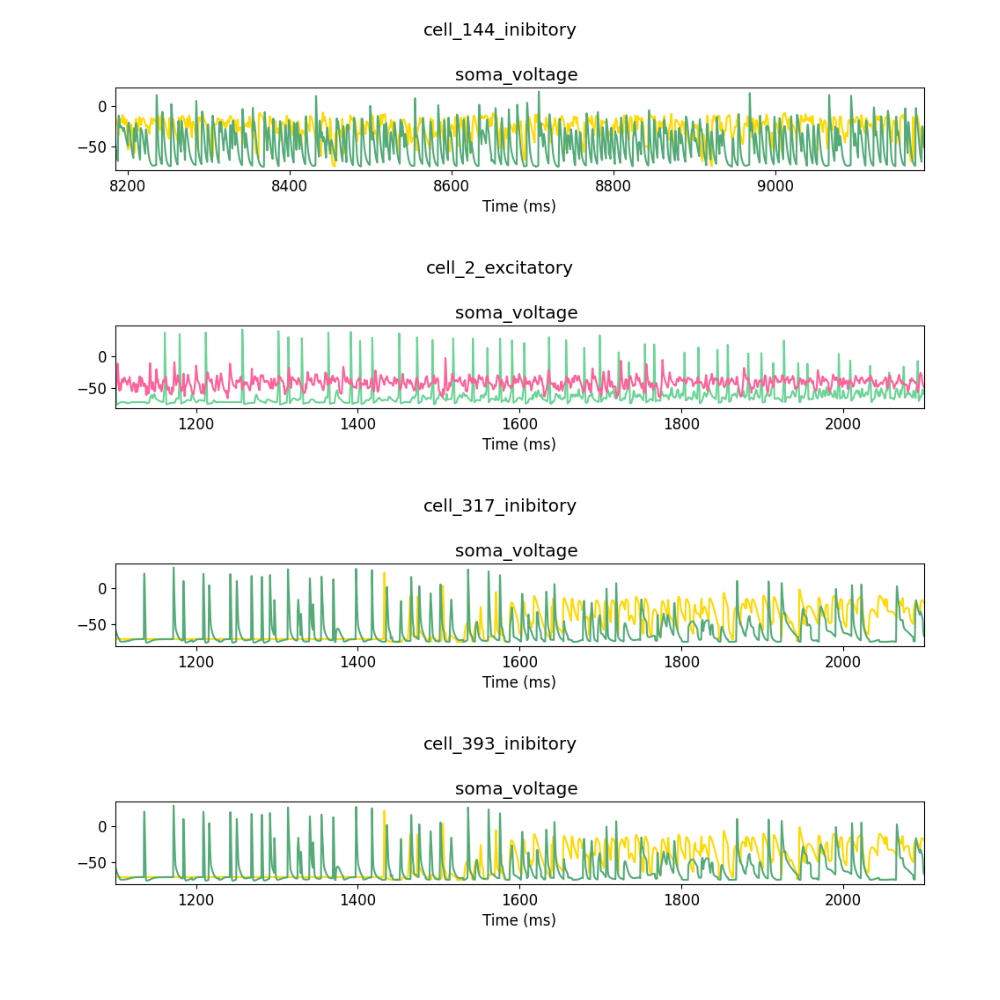 cell_144_inibitory
soma_voltage
0
−50
8200 8400 8600 8800 9000
Time (ms)
cell_2_excitatory
soma_voltage
0
−50
1200 1400 1600 1800 2000
Time (ms)
cell_317_inibitory
soma_voltage
0
−50
1200 1400 1600 1800 2000
Time (ms)
cell_393_inibitory
soma_voltage
0
−50
1200 1400 1600 1800 2000
Time (ms)